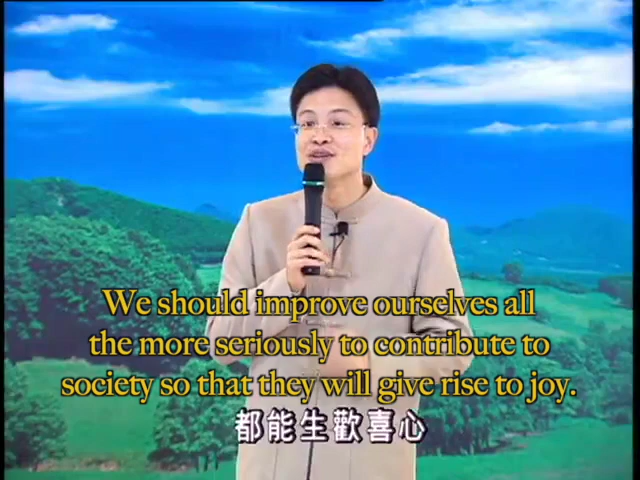 We should improve ourselves all
the more seriously to contribute to
society so that they will give rise to joy.
都能生歡喜心